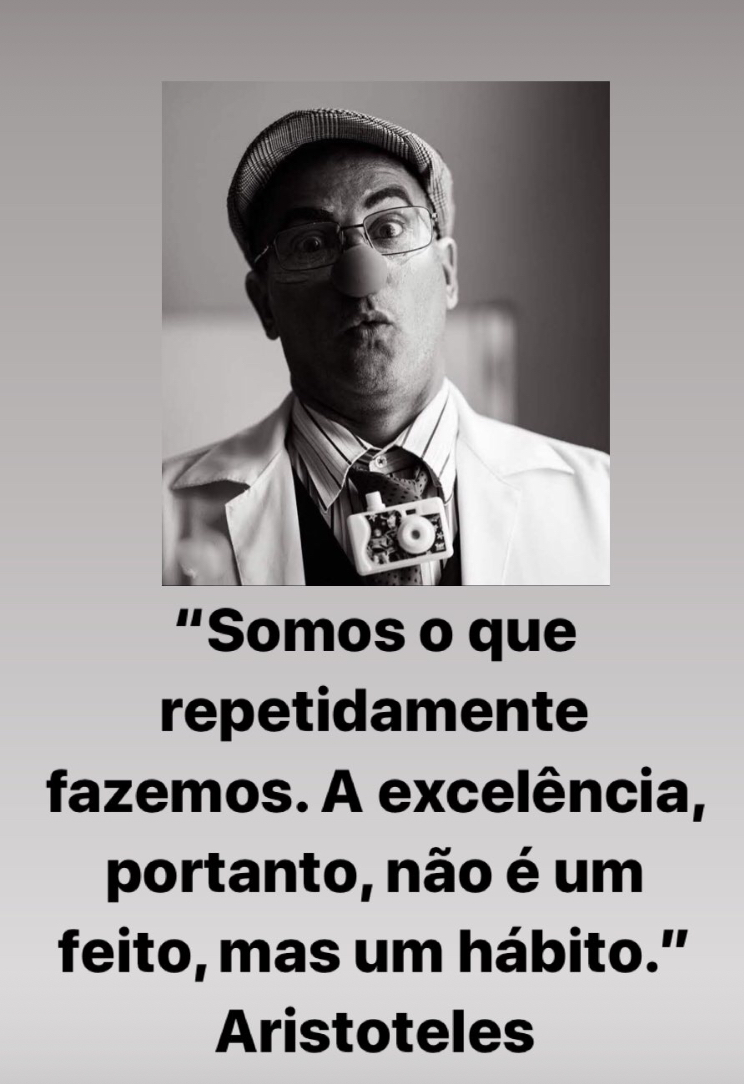 “Somos o que
repetidamente
fazemos. A excelência,
portanto, não é um
feito, mas um hábito.”
Aristoteles